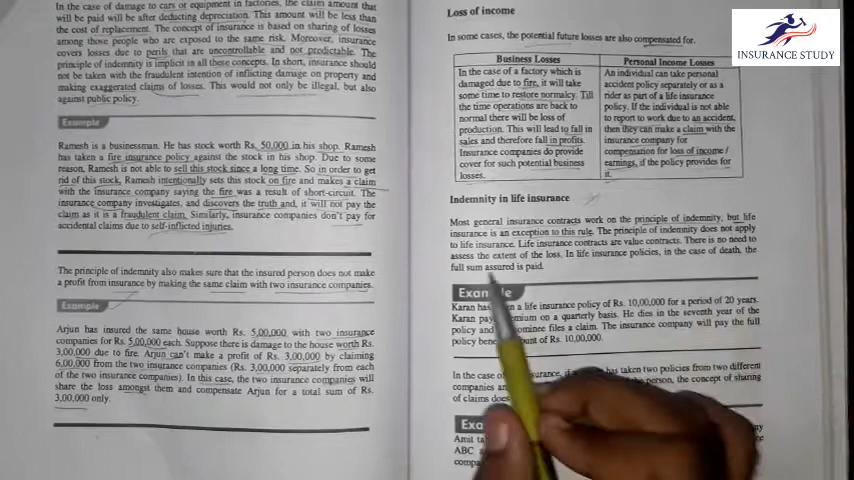 In the case of damage to cars or equipment in factories, the claim amount that
will be paid will be after deducting depreciation. This amount will be less than
the cost of replacement. The concept of insurance is based on sharing of losses
among those people who are exposed to the same risk. Moreover, insurance
covers losses due to perils that are uncontrollable and not predictable. The
principle of indemnity is implicit in all these concepts. In short, insurance should
not be taken with the fraudulent intention of inflicting damage on property and
making exaggerated claims of losses. This would not only be illegal, but also
against public policy.
Example
Ramesh is a businessman. He has stock worth Rs. 50,000 in his shop. Ramesh
has taken a fire insurance policy against the stock in his shop. Due to some
reason, Ramesh is not able to sell this stock since a long time. So in order to get
rid of this stock, Ramesh intentionally sets this stock on fire and makes a claim
with the insurance company saying the fire was a result of short-circuit. The
insurance company investigates, and discovers the truth and, it will not pay the
claim as it is a fraudulent claim. Similarly, insurance companies don't pay for
accidental claims due to self-inflicted injuries.
The principle of indemnity also makes sure that the insured person does not make
a profit from insurance by making the same claim with two insurance companies.
Example
Arjun has insured the same house worth Rs. 5,00,000 with two insurance
companies for Rs. 5,00,000 each. Suppose there is damage to the house worth Rs.
3,00,000 due to fire. Arjun can't make a profit of Rs. 3,00,000 by claiming
6,00,000 from the two insurance companies (Rs. 3,00,000 separately from each
of the two insurance companies). In this case, the two insurance companies will
share the loss amongst them and compensate Arjun for a total sum of Rs.
3,00,000 only.
Loss of income
In some cases, the potential future losses are also compensated for.
Business Losses
In the case of a factory which is
damaged due to fire, it will take
some time to restore normalcy. Till
the time operations are back to
normal there will be loss of
production. This will lead to fall in
sales and therefore fall in profits.
Insurance companies do provide
cover for such potential business
losses.
Personal Income Losses
An individual can take personal
accident policy separately or as a
rider as part of a life insurance
policy. If the individual is not able
to report to work due to an accident,
then they can make a claim with the
insurance company for
compensation for loss of income /
earnings, if the policy provides for
it.
Indemnity in life insurance
Most general insurance contracts work on the principle of indemnity, but life
insurance is an exception to this rule. The principle of indemnity does not apply
to life insurance. Life insurance contracts are value contracts. There is no need to
assess the extent of the loss. In life insurance policies, in the case of death, the
full sum assured is paid.
Karan has a life insurance policy of Rs. 10,00,000 for a period of 20 years.
Karan pay on a quarterly basis. He dies in the seventh year of the
policy and files a claim. The insurance company will pay the full
policy of Rs. 10,00,000.
In the case of has taken two policies from two different
companies person, the concept of sharing
of claims does
Amit
ABC
INSURANCE STUDY